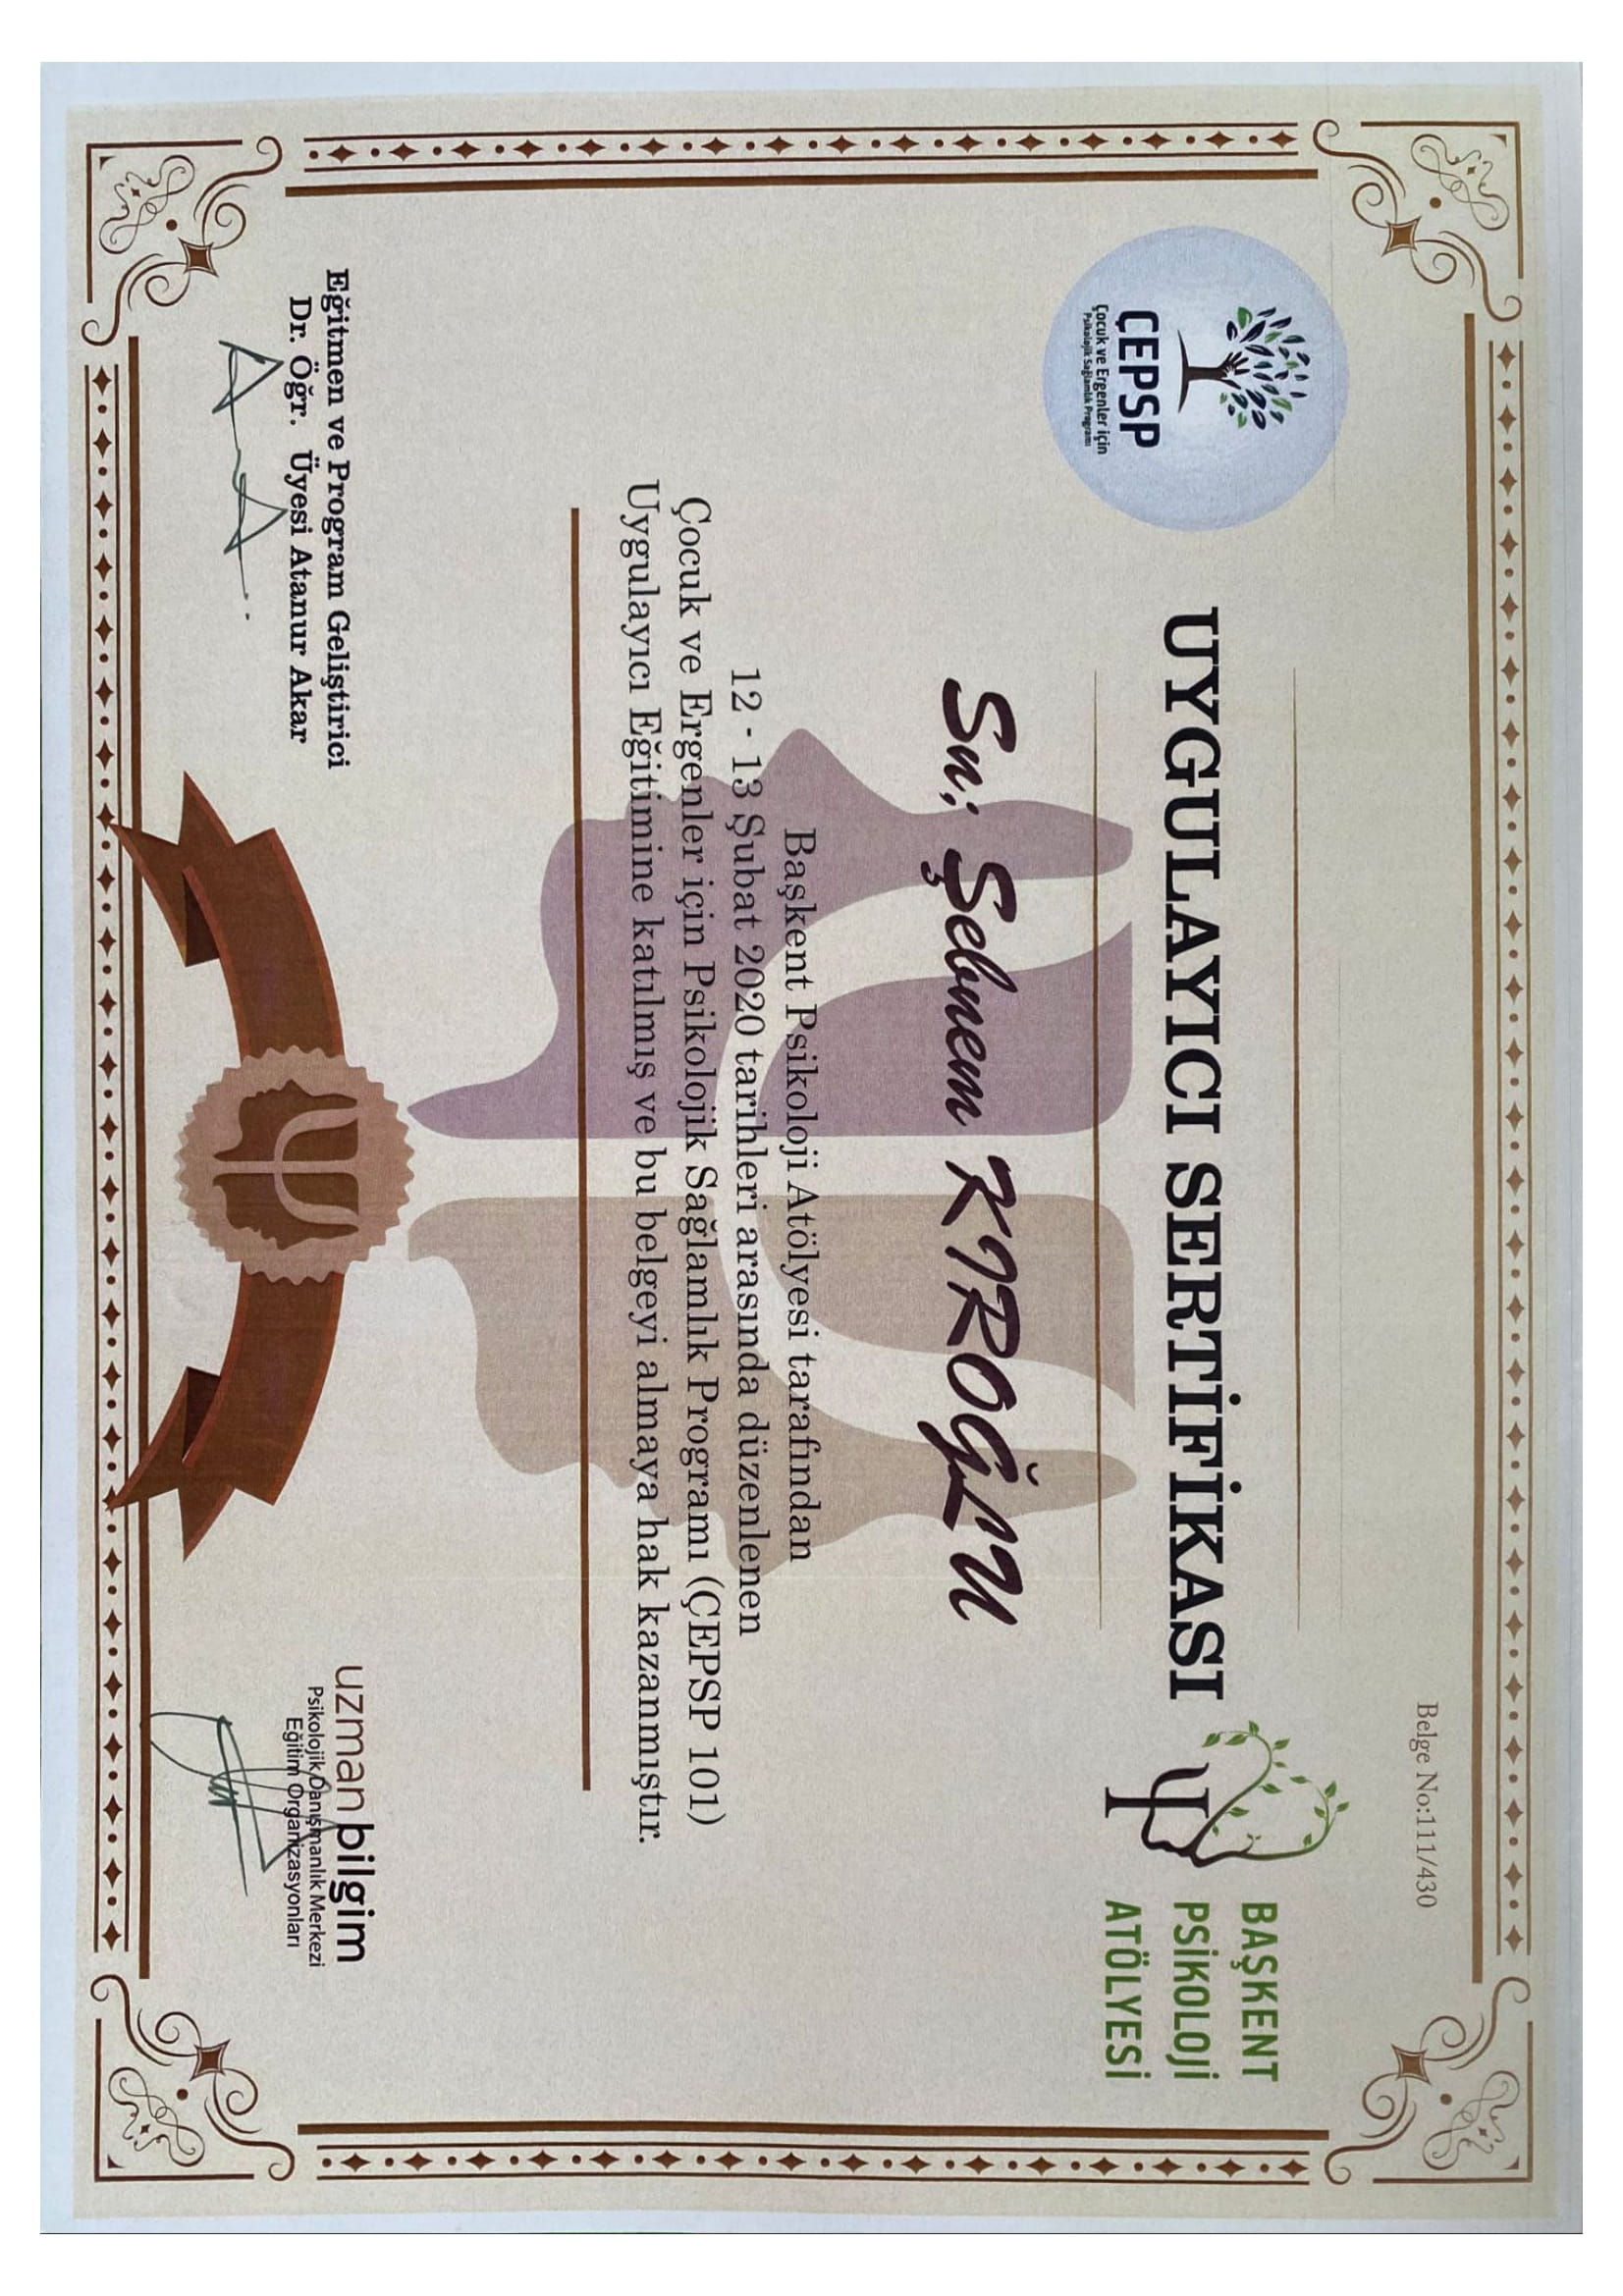 Belge No:111/430
ÇEPSP
Çocuk ve Ergenler için
Psikolojik Sağlamlık Programı
UYGULAYICI SERTİFİKASI
BAŞKENT
PSİKOLOJİ
ATÖLYESİ
Sn; Şebnem KIROĞLU
Başkent Psikoloji Atölyesi tarafından
12 - 13 Şubat 2020 tarihleri arasında düzenlenen
Çocuk ve Ergenler için Psikolojik Sağlamlık Programı (ÇEPSP 101)
Uygulayıcı Eğitimine katılmış ve bu belgeyi almaya hak kazanmıştır.
Eğitmen ve Program Geliştirici
Dr. Öğr. Üyesi Atanur Akar
uzman bilgim
Psikolojik Danışmanlık Merkezi
Eğitim Organizasyonları